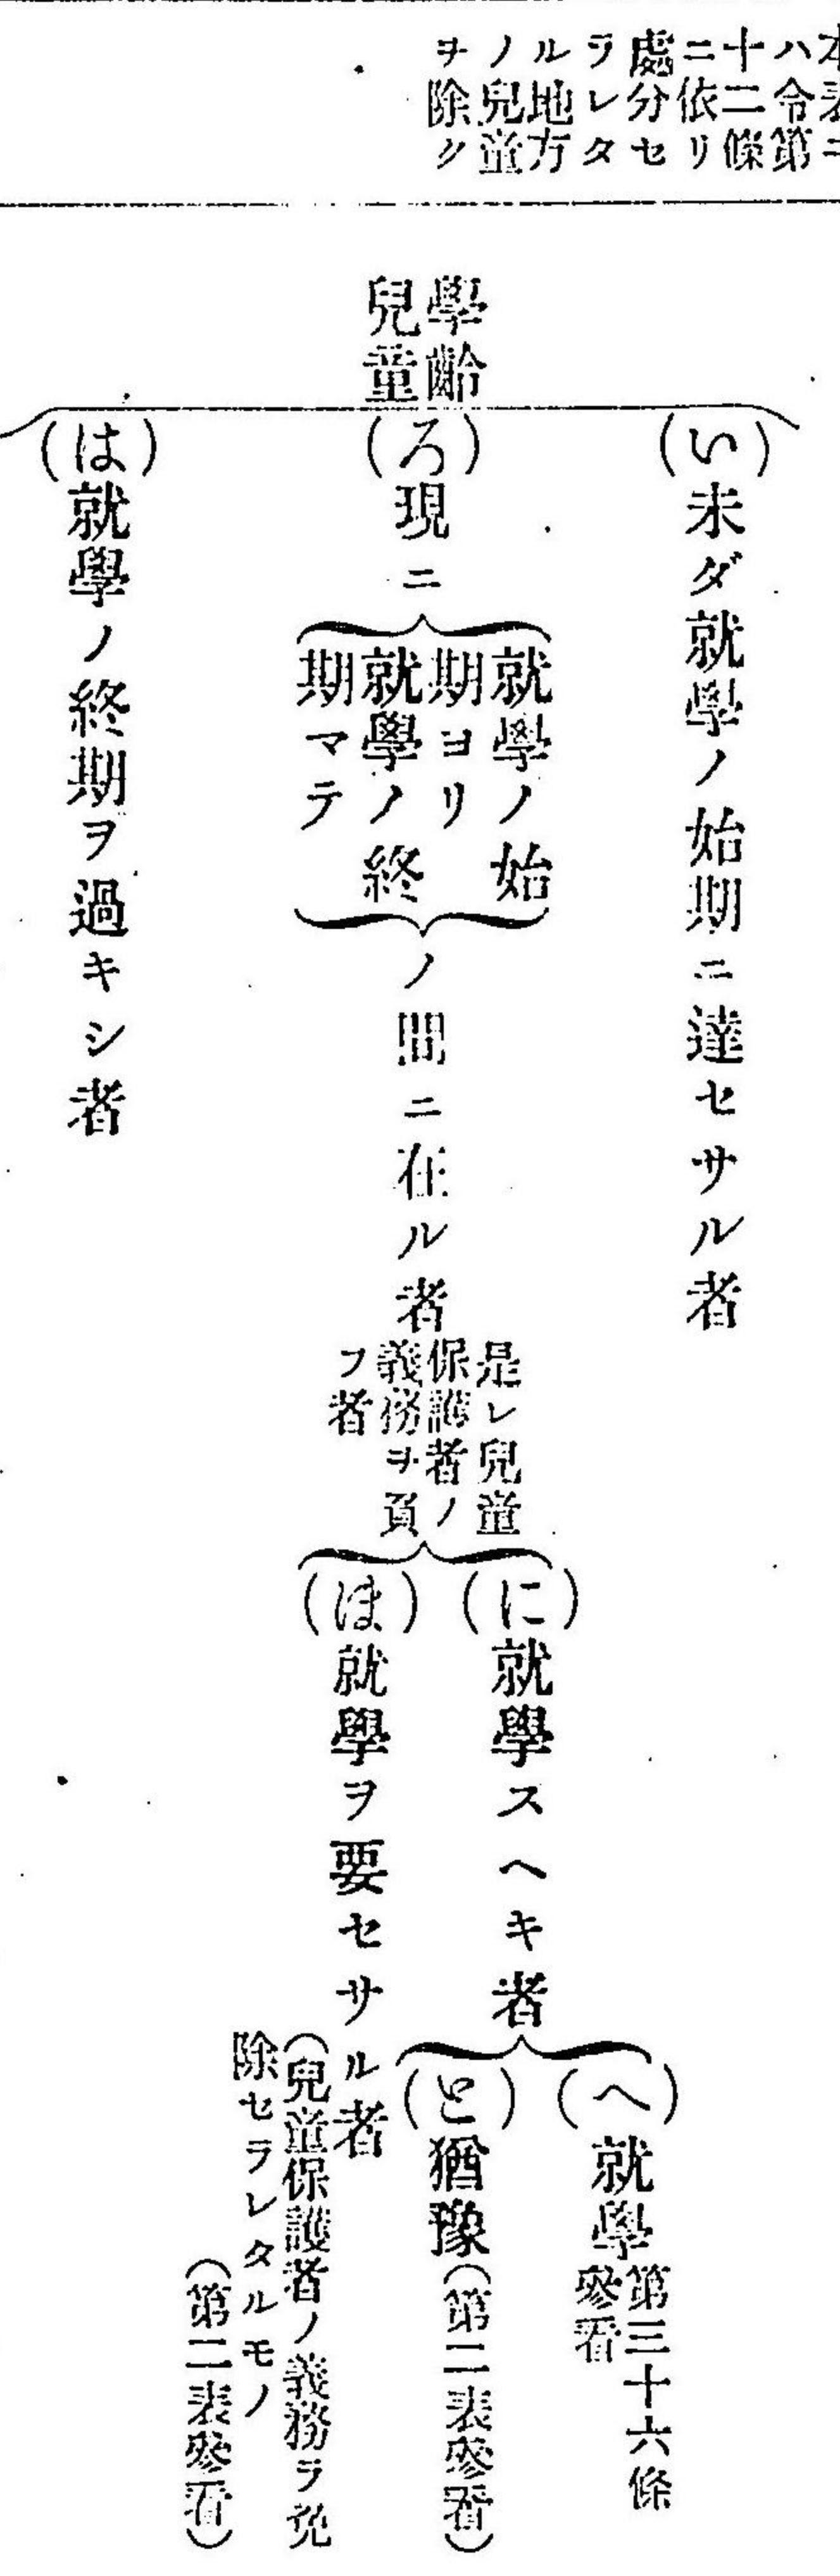 本表ニ
ハ令第
十二條
ニ依リ
處分セ
ラレタ
ル地方
ノ兒童
ヲ除ク
學齡
兒童
(い)未ダ就學ノ始期ニ達セサル者
(ろ)現ニ
就學ノ始
期ヨリ
就學ノ終
期マテ
ノ間ニ在ル者
是レ兒童
保護者ノ
義務ヲ負
フ者
(に)就學スヘキ者
(へ)就學
第三十六條
參看
(と)猶豫(第二表參看)
(ほ)就學ヲ要セサル者
(兒童保護者ノ義務ヲ免
除セラレタルモノ
(第二表參看)
(は)就學ノ終期ヲ過キシ者